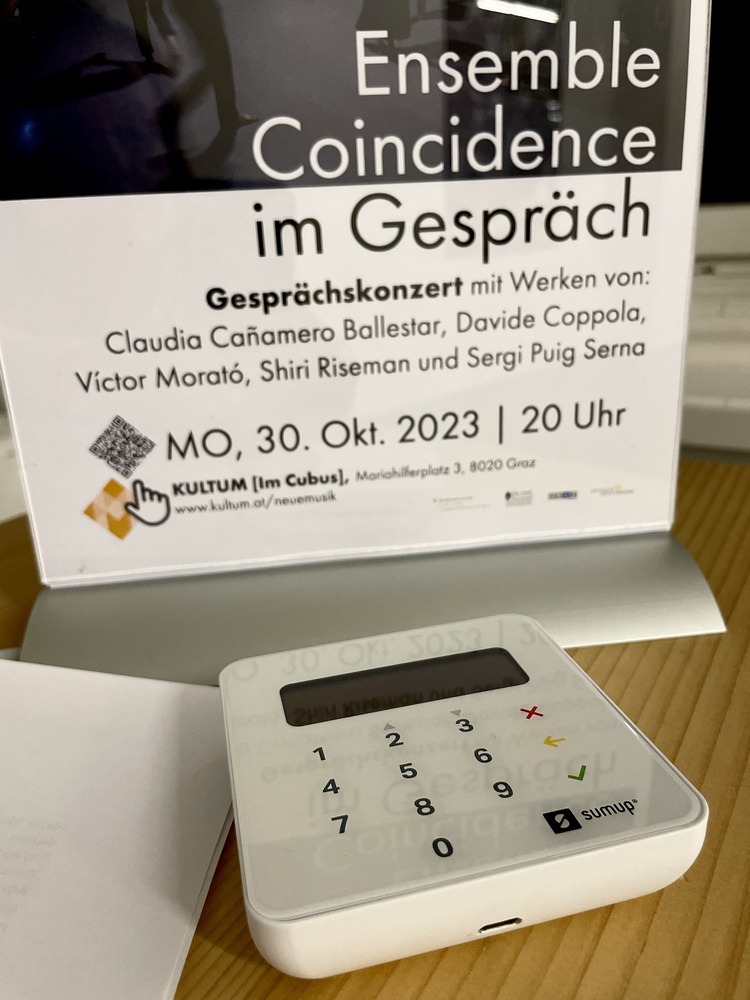 Ensemble
Coincidence
im Gespräch
Gesprächskonzert mit Werken von:
Claudia Cañamero Ballestar, Davide Coppola,
Víctor Morató, Shiri Riseman und Sergi Puig Serna
MO, 30. Okt. 2023 | 20 Uhr
KULTUM [Im Cubus], Mariahilferplatz 3, 8020 Graz
www.kultum.at/neuemusik
1 2 3
4 5 6
7 8 9
0
sumup®